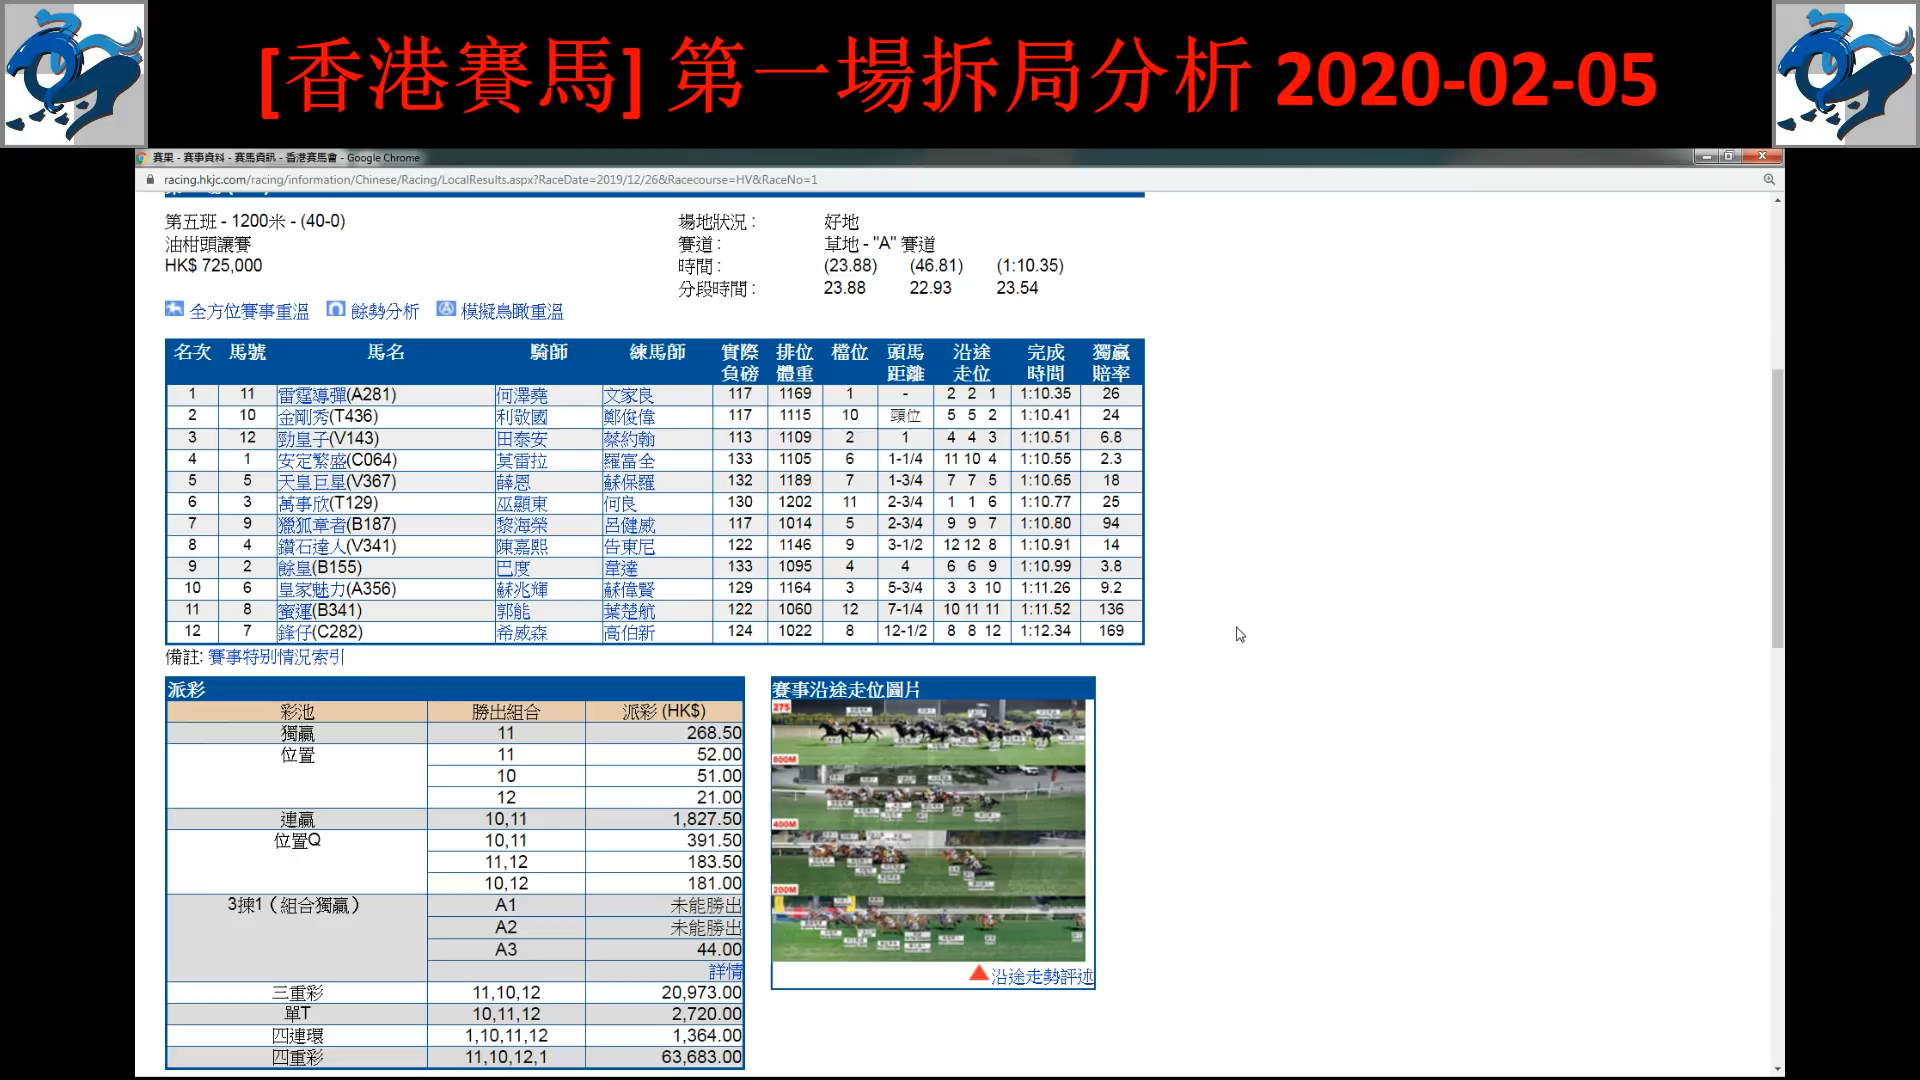 [香港賽馬] 第一場拆局分析 2020-02-05
賽果 - 賽事資料 - 賽馬資訊 - 香港賽馬會 - Google Chrome
racing.hkjc.com/racing/information/Chinese/Racing/LocalResults.aspx?RaceDate=2019/12/26&Racecourse=HV&RaceNo=1
第五班 - 1200米 - (40-0) 場地狀況 : 好地
油柑頭讓賽 賽道 : 草地 - "A" 賽道
HK$ 725,000 時間 : (23.88) (46.81) (1:10.35)
分段時間 : 23.88 22.93 23.54
全方位賽事重溫 餘勢分析 模擬鳥瞰重溫
名次 馬號 馬名 騎師 練馬師 實際負磅 排位體重 檔位 頭馬距離 沿途走位 完成時間 獨贏賠率
1 11 雷霆導彈(A281) 何澤堯 文家良 117 1169 1 - 2 2 1 1:10.35 26
2 10 金剛秀(T436) 利敬國 鄭俊偉 117 1115 10 頸位 5 5 2 1:10.41 24
3 12 勁皇子(V143) 田泰安 蔡約翰 113 1109 2 1 4 4 3 1:10.51 6.8
4 1 安定繁盛(C064) 莫雷拉 羅富全 133 1105 6 1-1/4 11 10 4 1:10.55 2.3
5 5 天皇巨星(V367) 薛恩 蘇保羅 132 1189 7 1-3/4 7 7 5 1:10.65 18
6 3 萬事欣(T129) 巫顯東 何良 130 1202 11 2-3/4 1 1 6 1:10.77 25
7 9 獵狐章者(B187) 黎海榮 呂健威 117 1014 5 2-3/4 9 9 7 1:10.80 94
8 4 鑽石達人(V341) 陳嘉熙 告東尼 122 1146 9 3-1/2 12 12 8 1:10.91 14
9 2 餘皇(B155) 巴度 韋達 133 1095 4 4 6 6 9 1:10.99 3.8
10 6 皇家魅力(A356) 蘇兆輝 蘇偉賢 129 1164 3 5-3/4 3 3 10 1:11.26 9.2
11 8 蜜運(B341) 郭能 葉楚航 122 1060 12 7-1/4 10 11 11 1:11.52 136
12 7 鋒仔(C282) 希威森 高伯新 124 1022 8 12-1/2 8 8 12 1:12.34 169
備註: 賽事特別情況索引
派彩
彩池 勝出組合 派彩 (HK$)
獨贏 11 268.50
位置 11 52.00
10 51.00
12 21.00
連贏 10,11 1,827.50
位置Q 10,11 391.50
11,12 183.50
10,12 181.00
3揀1（組合獨贏） A1 未能勝出
A2 未能勝出
A3 44.00
詳情
三重彩 11,10,12 20,973.00
單T 10,11,12 2,720.00
四連環 1,10,11,12 1,364.00
四重彩 11,10,12,1 63,683.00
賽事沿途走位圖片
275
600M
400M
200M
沿途走勢評述